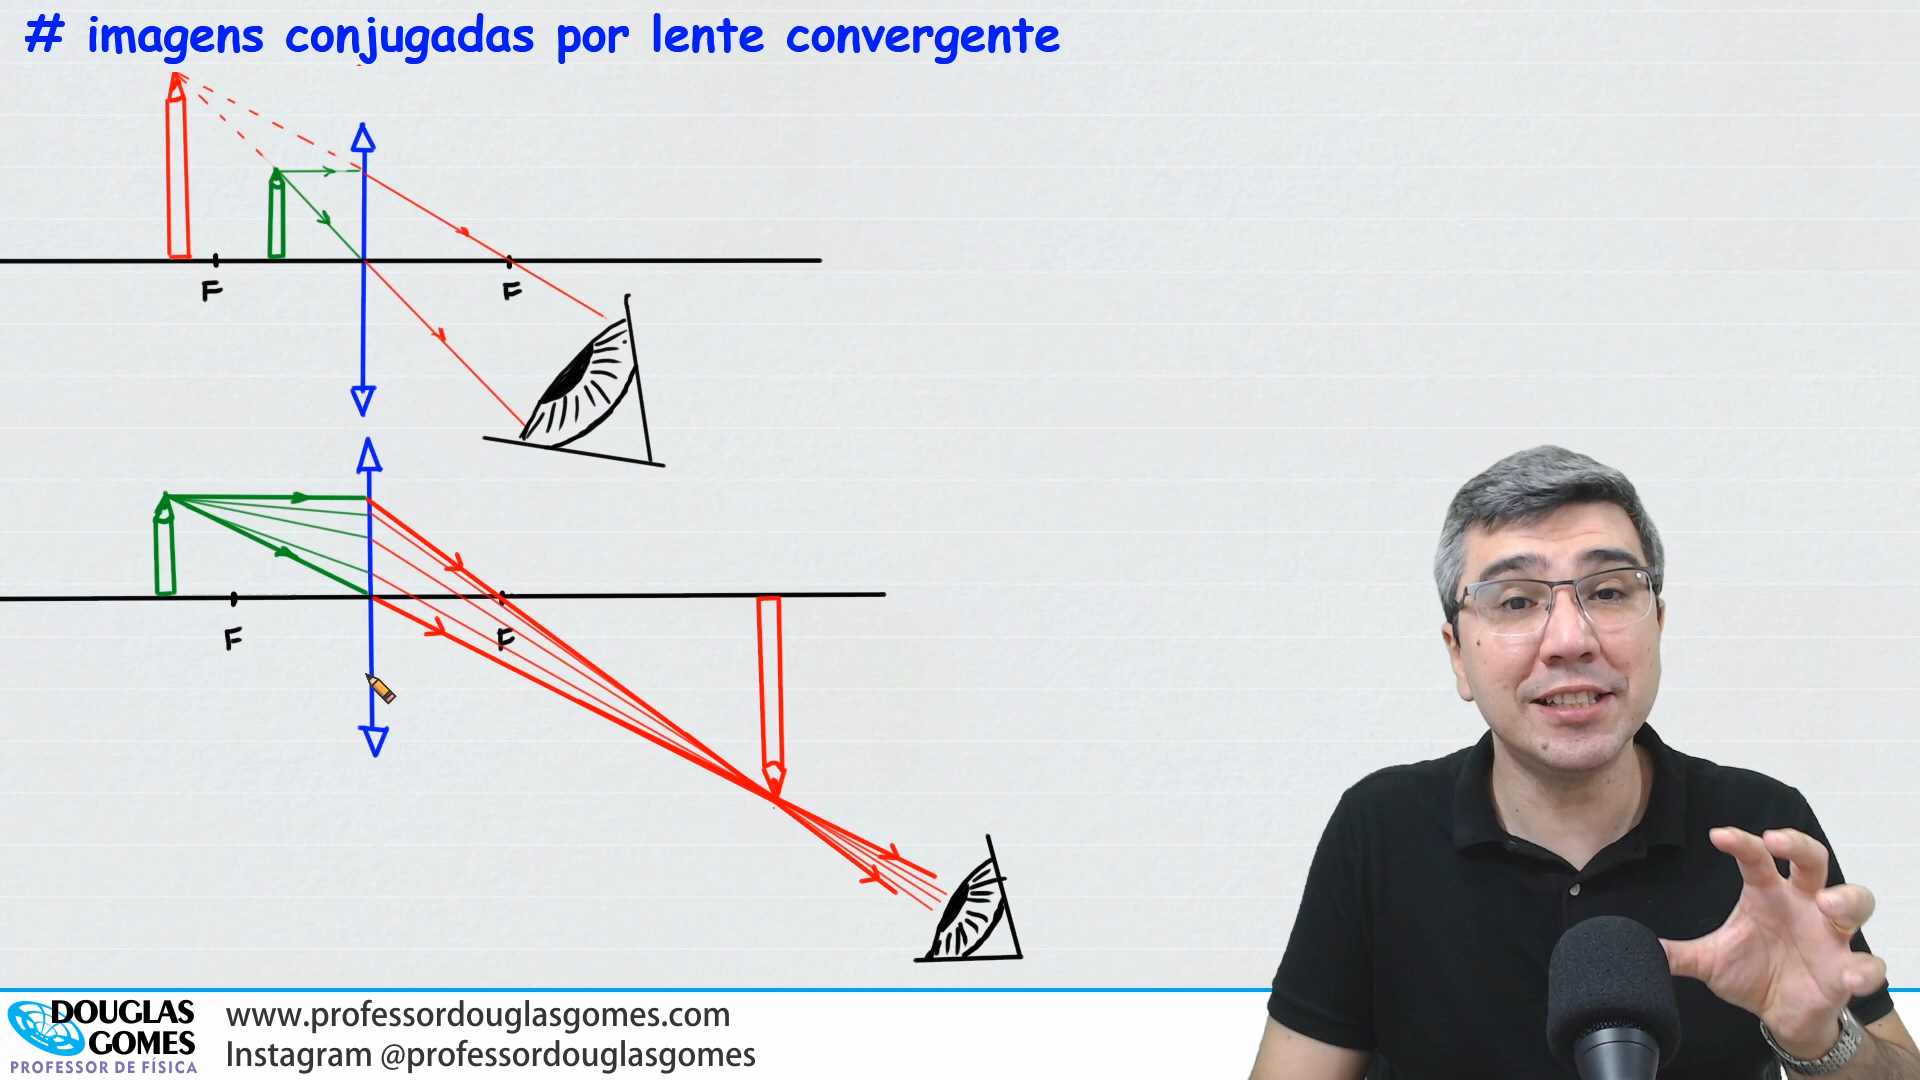 # imagens conjugadas por lente convergente
F
F
F
F
DOUGLAS
GOMES
PROFESSOR DE FÍSICA
www.professordouglasgomes.com
Instagram @professordouglasgomes